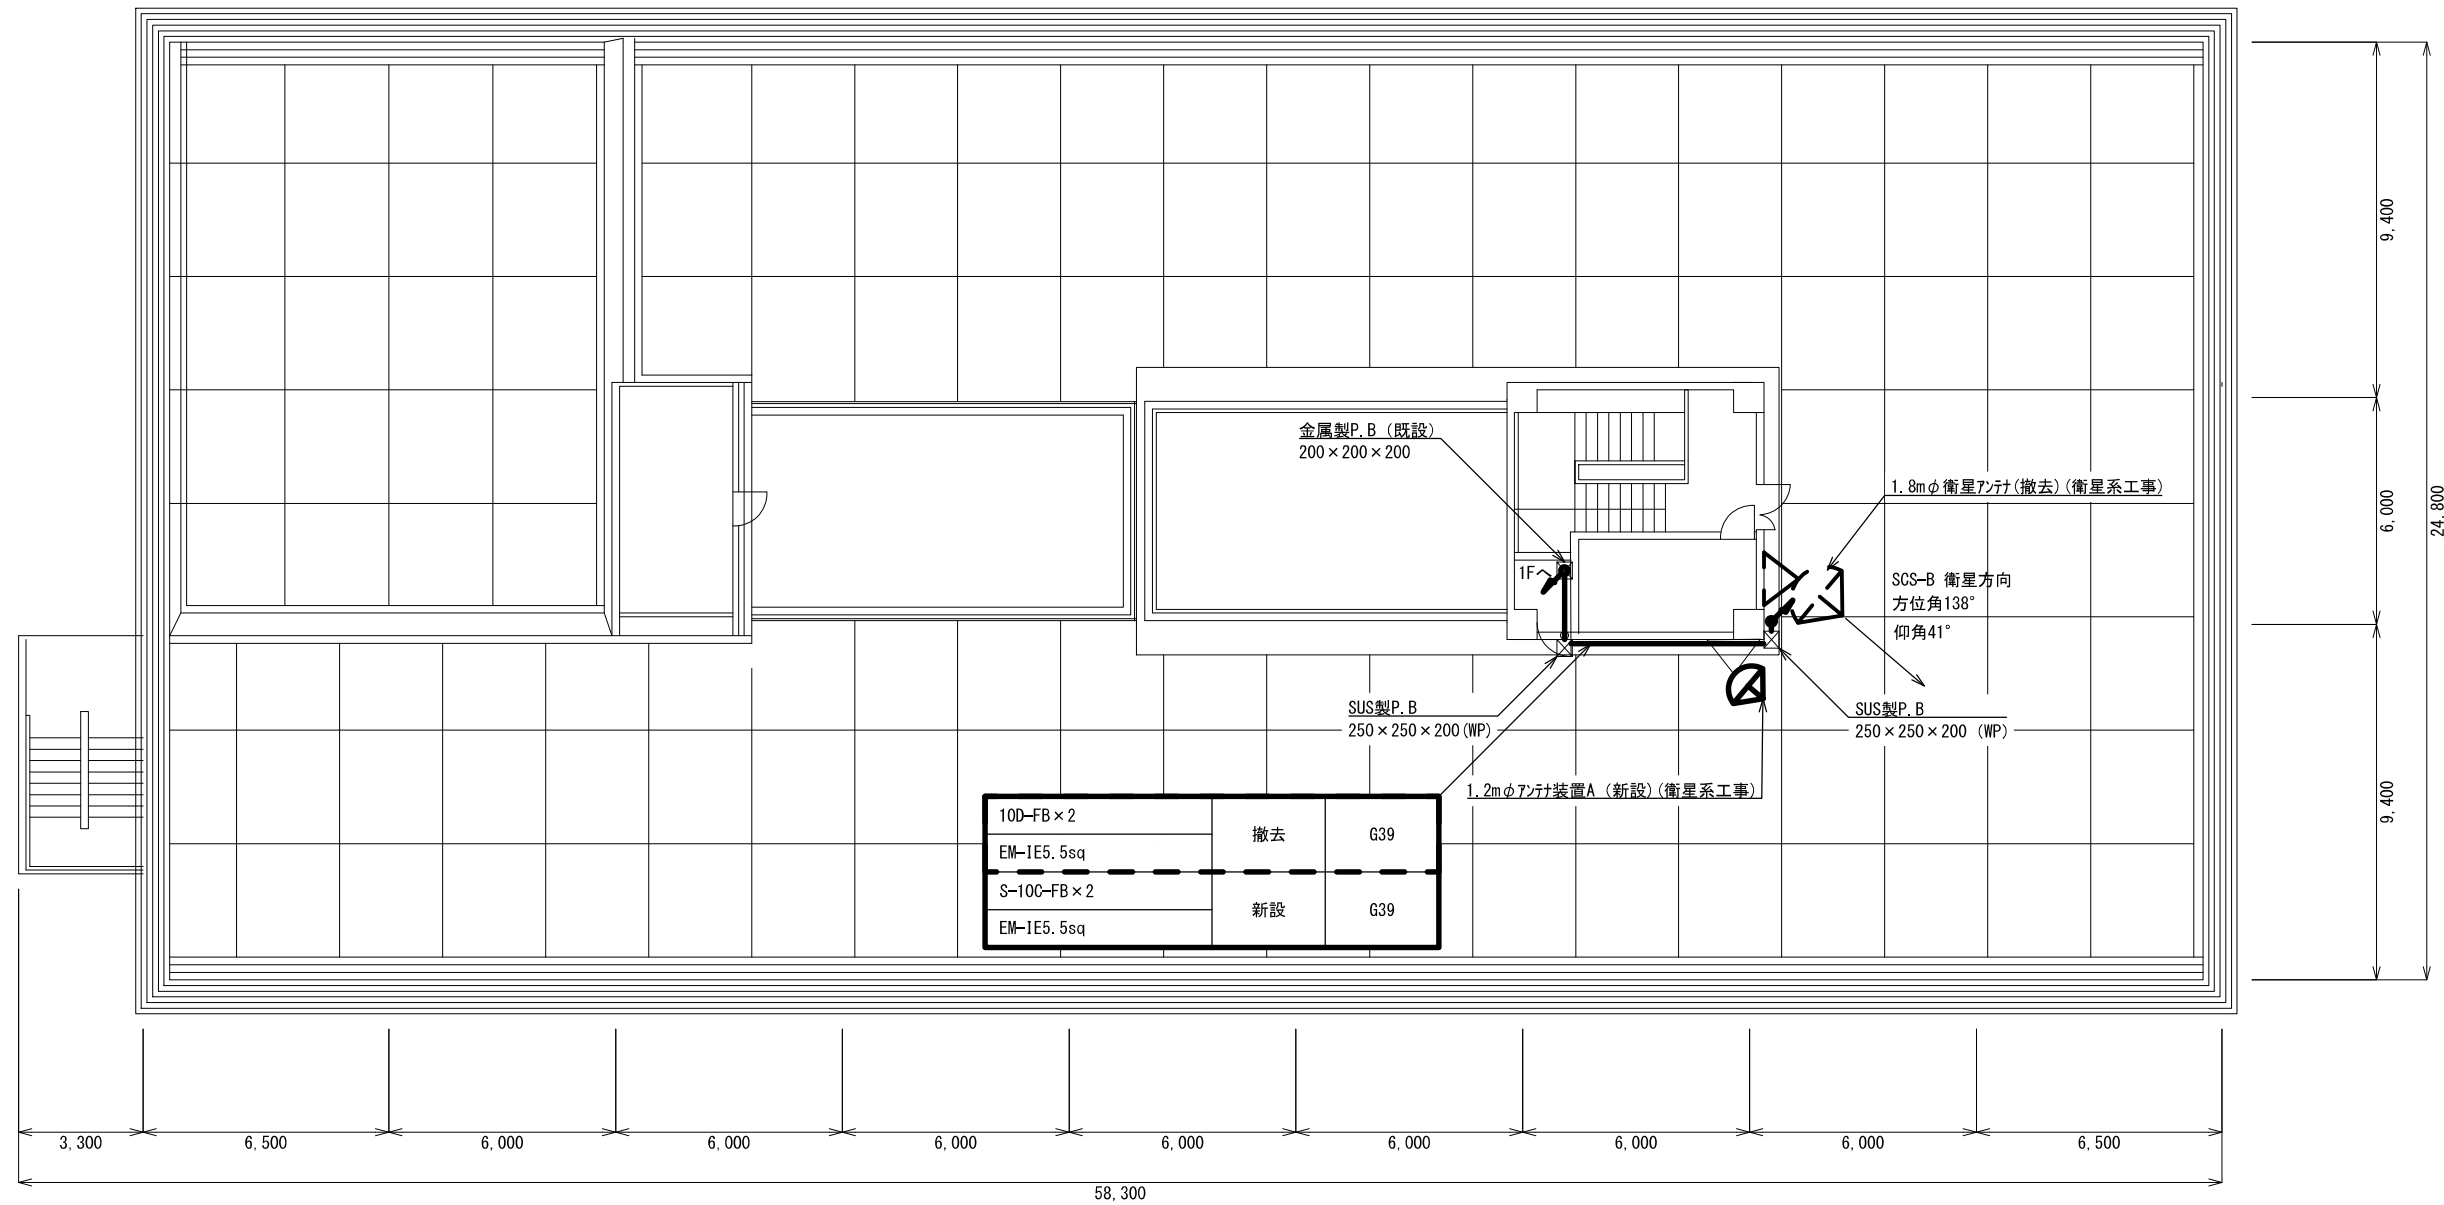 金属製P.B (既設)
200×200×200
1.8mφ衛星ｱﾝﾃﾅ(撤去)(衛星系工事)
1Fへ
SCS-B 衛星方向
方位角138°
仰角41°
SUS製P.B
250×250×200(WP)
SUS製P.B
250×250×200 (WP)
1.2mφｱﾝﾃﾅ装置A (新設)(衛星系工事)
10D-FB×2
撤去
G39
EM-IE5.5sq
S-10C-FB×2
新設
G39
EM-IE5.5sq
9,400
6,000
9,400
24.800
3,300
6,500
6,000
6,000
6,000
6,000
6,000
6,000
6,000
6,500
58,300